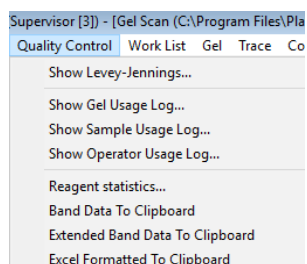 Supervisor [3]) - [Gel Scan (C:\Program Files\Pla
Quality Control Work List Gel Trace Co
Show Levey-Jennings...
Show Gel Usage Log...
Show Sample Usage Log...
Show Operator Usage Log...
Reagent statistics...
Band Data To Clipboard
Extended Band Data To Clipboard
Excel Formatted To Clipboard